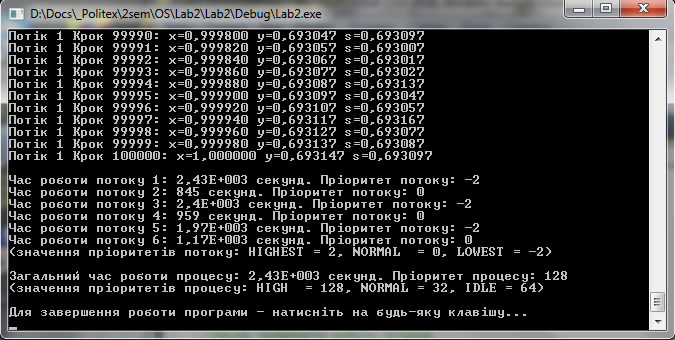 D:\Docs\_Politex\2sem\OS\Lab2\Lab2\Debug\Lab2.exe
Потік 1 Крок 99990: x=0,999800 y=0,693047 s=0,693097
Потік 1 Крок 99991: x=0,999820 y=0,693057 s=0,693007
Потік 1 Крок 99992: x=0,999840 y=0,693067 s=0,693017
Потік 1 Крок 99993: x=0,999860 y=0,693077 s=0,693027
Потік 1 Крок 99994: x=0,999880 y=0,693087 s=0,693137
Потік 1 Крок 99995: x=0,999900 y=0,693097 s=0,693047
Потік 1 Крок 99996: x=0,999920 y=0,693107 s=0,693057
Потік 1 Крок 99997: x=0,999940 y=0,693117 s=0,693167
Потік 1 Крок 99998: x=0,999960 y=0,693127 s=0,693077
Потік 1 Крок 99999: x=0,999980 y=0,693137 s=0,693087
Потік 1 Крок 100000: x=1,000000 y=0,693147 s=0,693097
Час роботи потоку 1: 2,43E+003 секунд. Пріоритет потоку: -2
Час роботи потоку 2: 845 секунд. Пріоритет потоку: 0
Час роботи потоку 3: 2,4E+003 секунд. Пріоритет потоку: -2
Час роботи потоку 4: 959 секунд. Пріоритет потоку: 0
Час роботи потоку 5: 1,97E+003 секунд. Пріоритет потоку: -2
Час роботи потоку 6: 1,17E+003 секунд. Пріоритет потоку: 0
(значення пріоритетів потоку: HIGHEST = 2, NORMAL = 0, LOWEST = -2)
Загальний час роботи процесу: 2,43E+003 секунд. Пріоритет процесу: 128
(значення пріоритетів процесу: HIGH = 128, NORMAL = 32, IDLE = 64)
Для завершення роботи програми - натисніть на будь-яку клавішу...